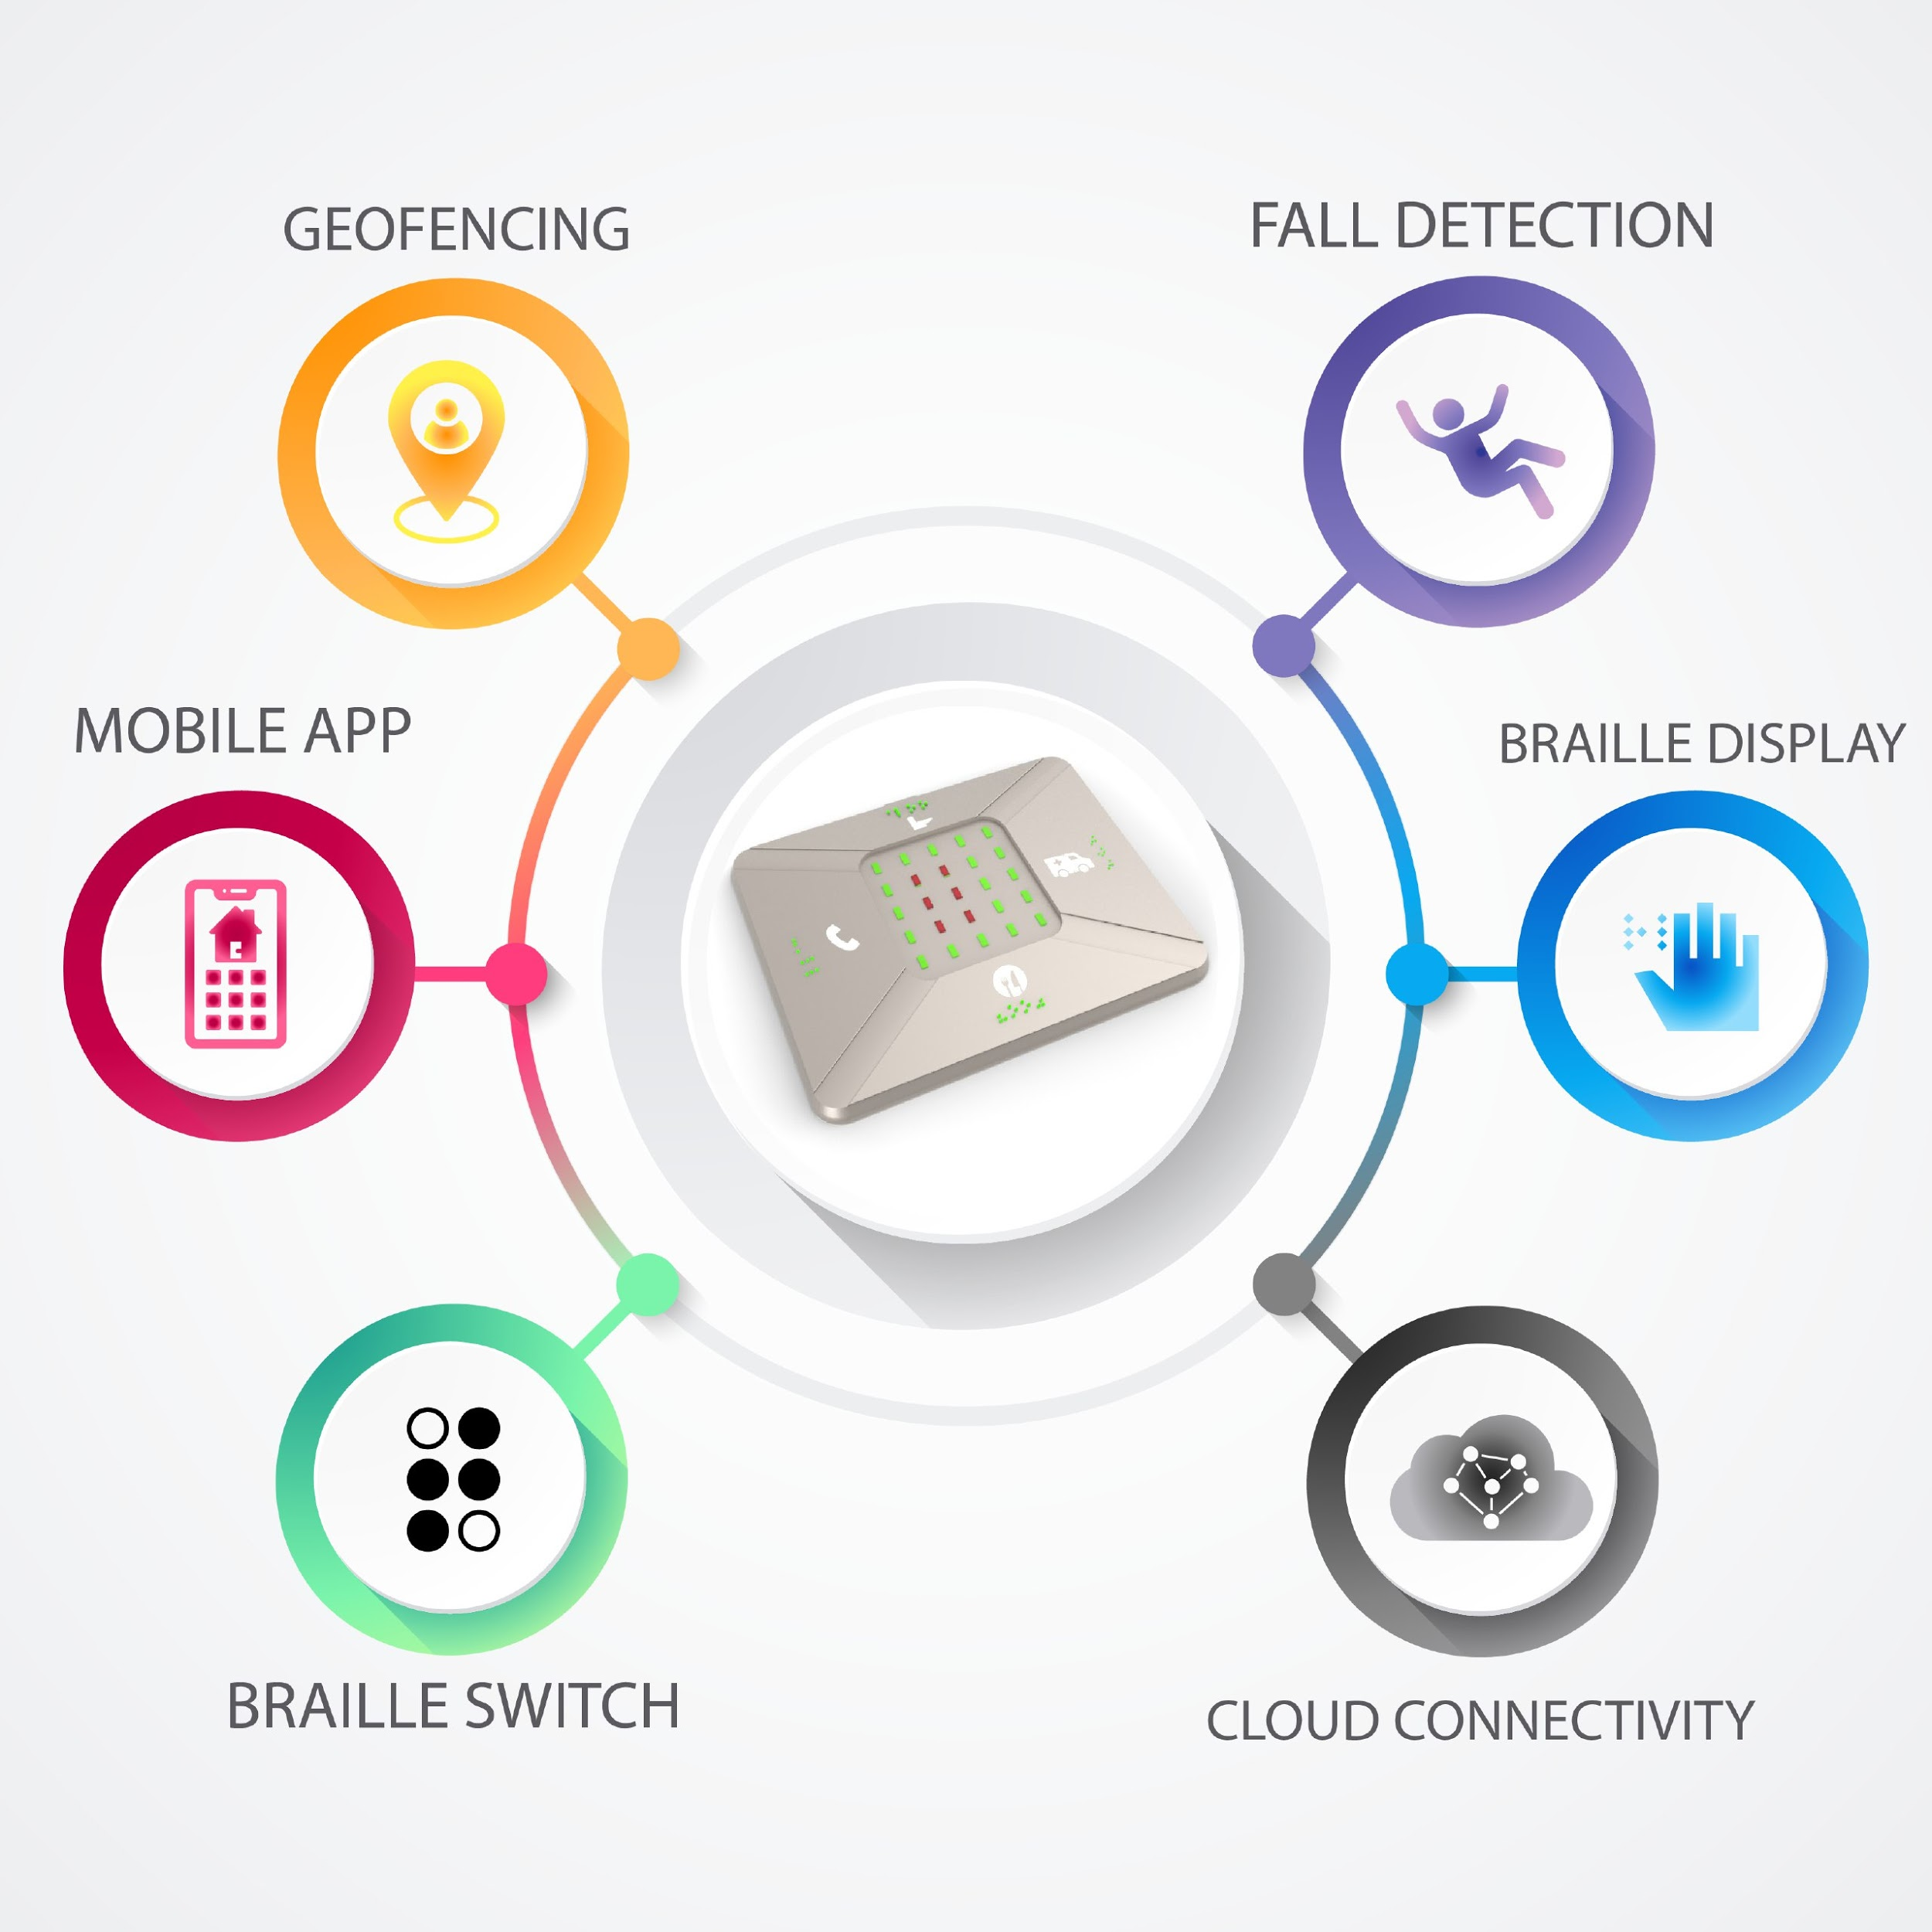 GEOFENCING
FALL DETECTION
MOBILE APP
BRAILLE DISPLAY
BRAILLE SWITCH
CLOUD CONNECTIVITY